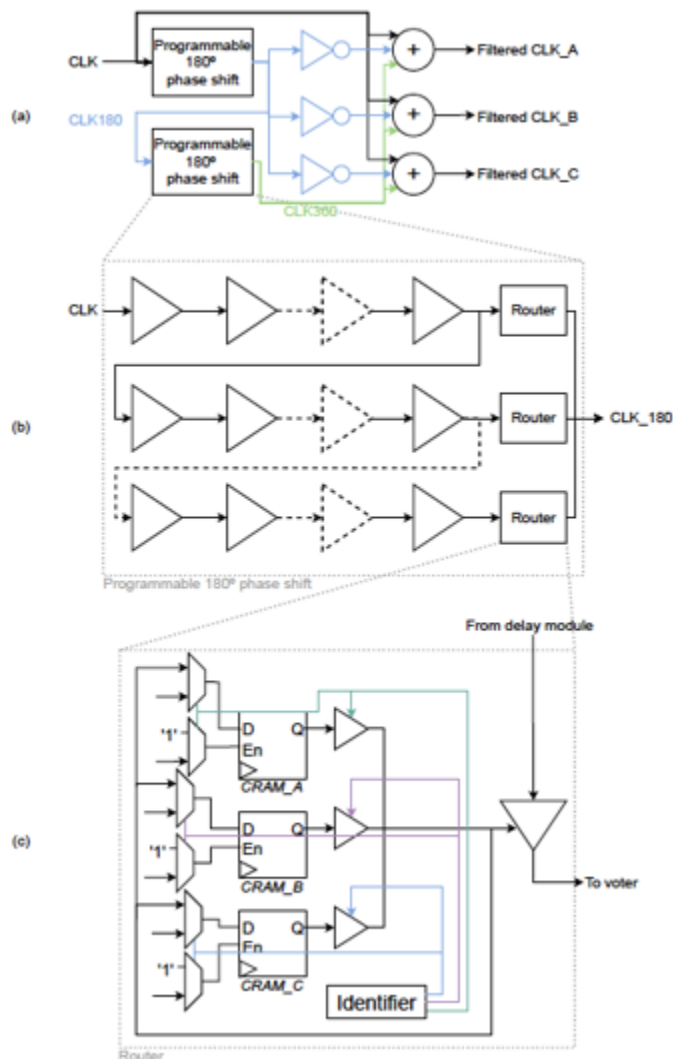 Programmable
180º
phase shift
CLK
+
Filtered CLK_A
(a)
CLK180
+
Filtered CLK_B
Programmable
180º
phase shift
+
Filtered CLK_C
CLK360
CLK
Router
(b)
Router
CLK_180
Router
Programmable 180º phase shift
From delay module
'1'
D
Q
En
CRAM_A
'1'
D
Q
En
CRAM_B
(c)
To voter
'1'
D
Q
En
CRAM_C
Identifier
Router